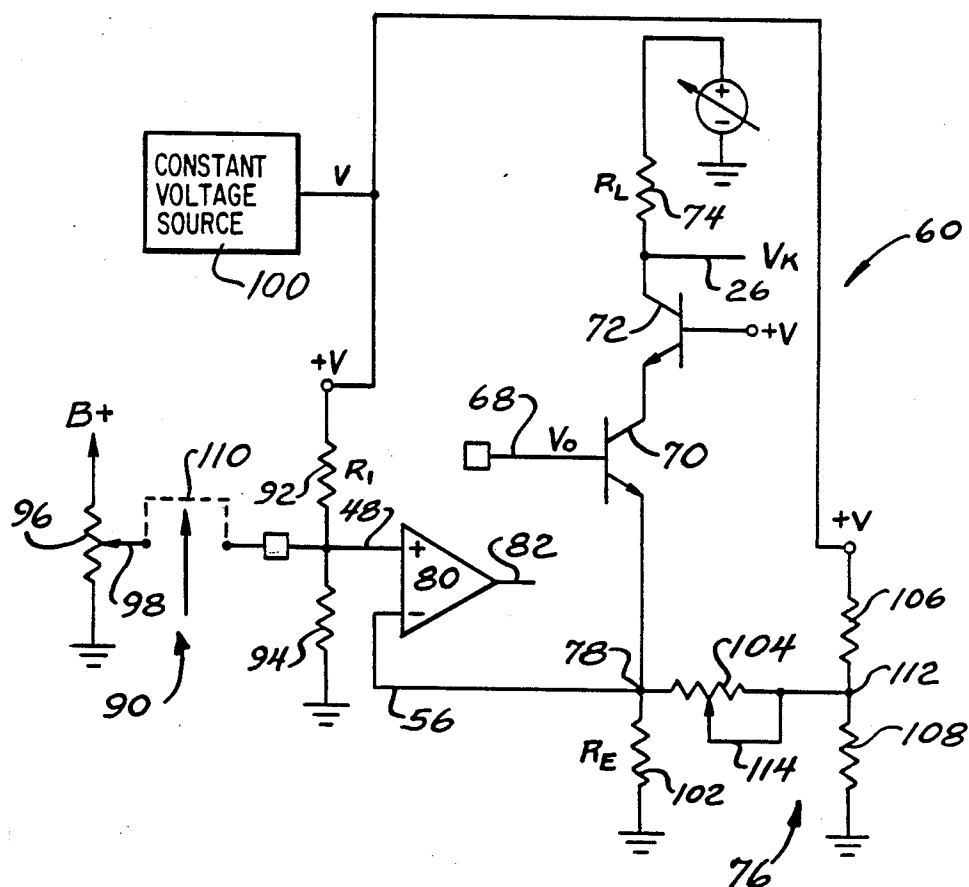 CONSTANT
VOLTAGE
SOURCE
100
V
+
-
R_L
74
V_K
26
60
72
+V
+V
68
V_o
70
B+
110
92
R_1
48
96
98
+
80
-
82
+V
106
94
90
78
104
112
56
R_E
102
114
108
76